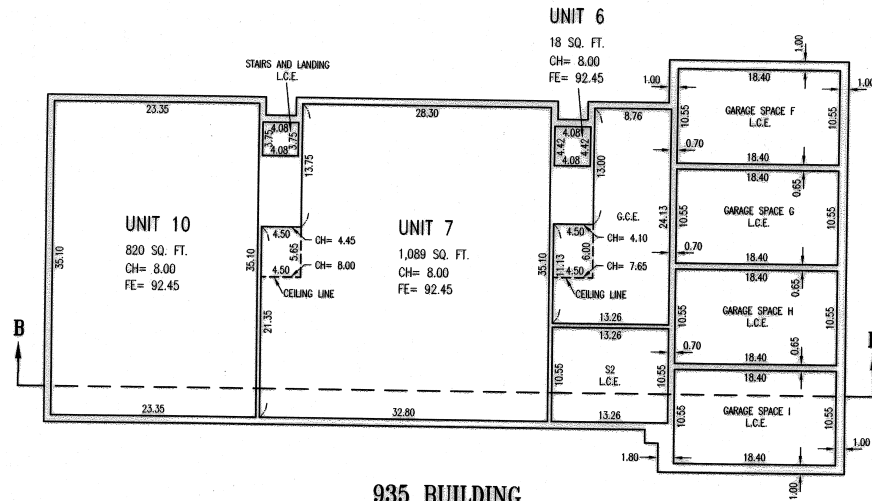 UNIT 6
18 SQ. FT.
CH= 8.00
FE= 92.45
STAIRS AND LANDING
L.C.E.
1.00
1.00
1.00
23.35
28.30
8.76
18.40
4.08
3.75
3.75
4.08
4.08
4.42
4.42
4.08
13.75
13.00
10.55
GARAGE SPACE F
L.C.E.
10.55
0.70
18.40
0.65
18.40
UNIT 10
820 SQ. FT.
CH= 8.00
FE= 92.45
35.10
35.10
UNIT 7
1,089 SQ. FT.
CH= 8.00
FE= 92.45
4.50
CH= 4.45
5.65
4.50
CH= 8.00
CEILING LINE
21.35
35.10
G.C.E.
24.13
4.50
CH= 4.10
6.00
11.13
4.50
CH= 7.65
CEILING LINE
13.26
10.55
GARAGE SPACE G
L.C.E.
10.55
0.70
18.40
0.65
18.40
10.55
GARAGE SPACE H
L.C.E.
10.55
0.70
18.40
0.65
18.40
13.26
10.55
S2
L.C.E.
10.55
13.26
10.55
GARAGE SPACE I
L.C.E.
10.55
18.40
B
23.35
32.80
1.80
1.00
1.00
935 BUILDING